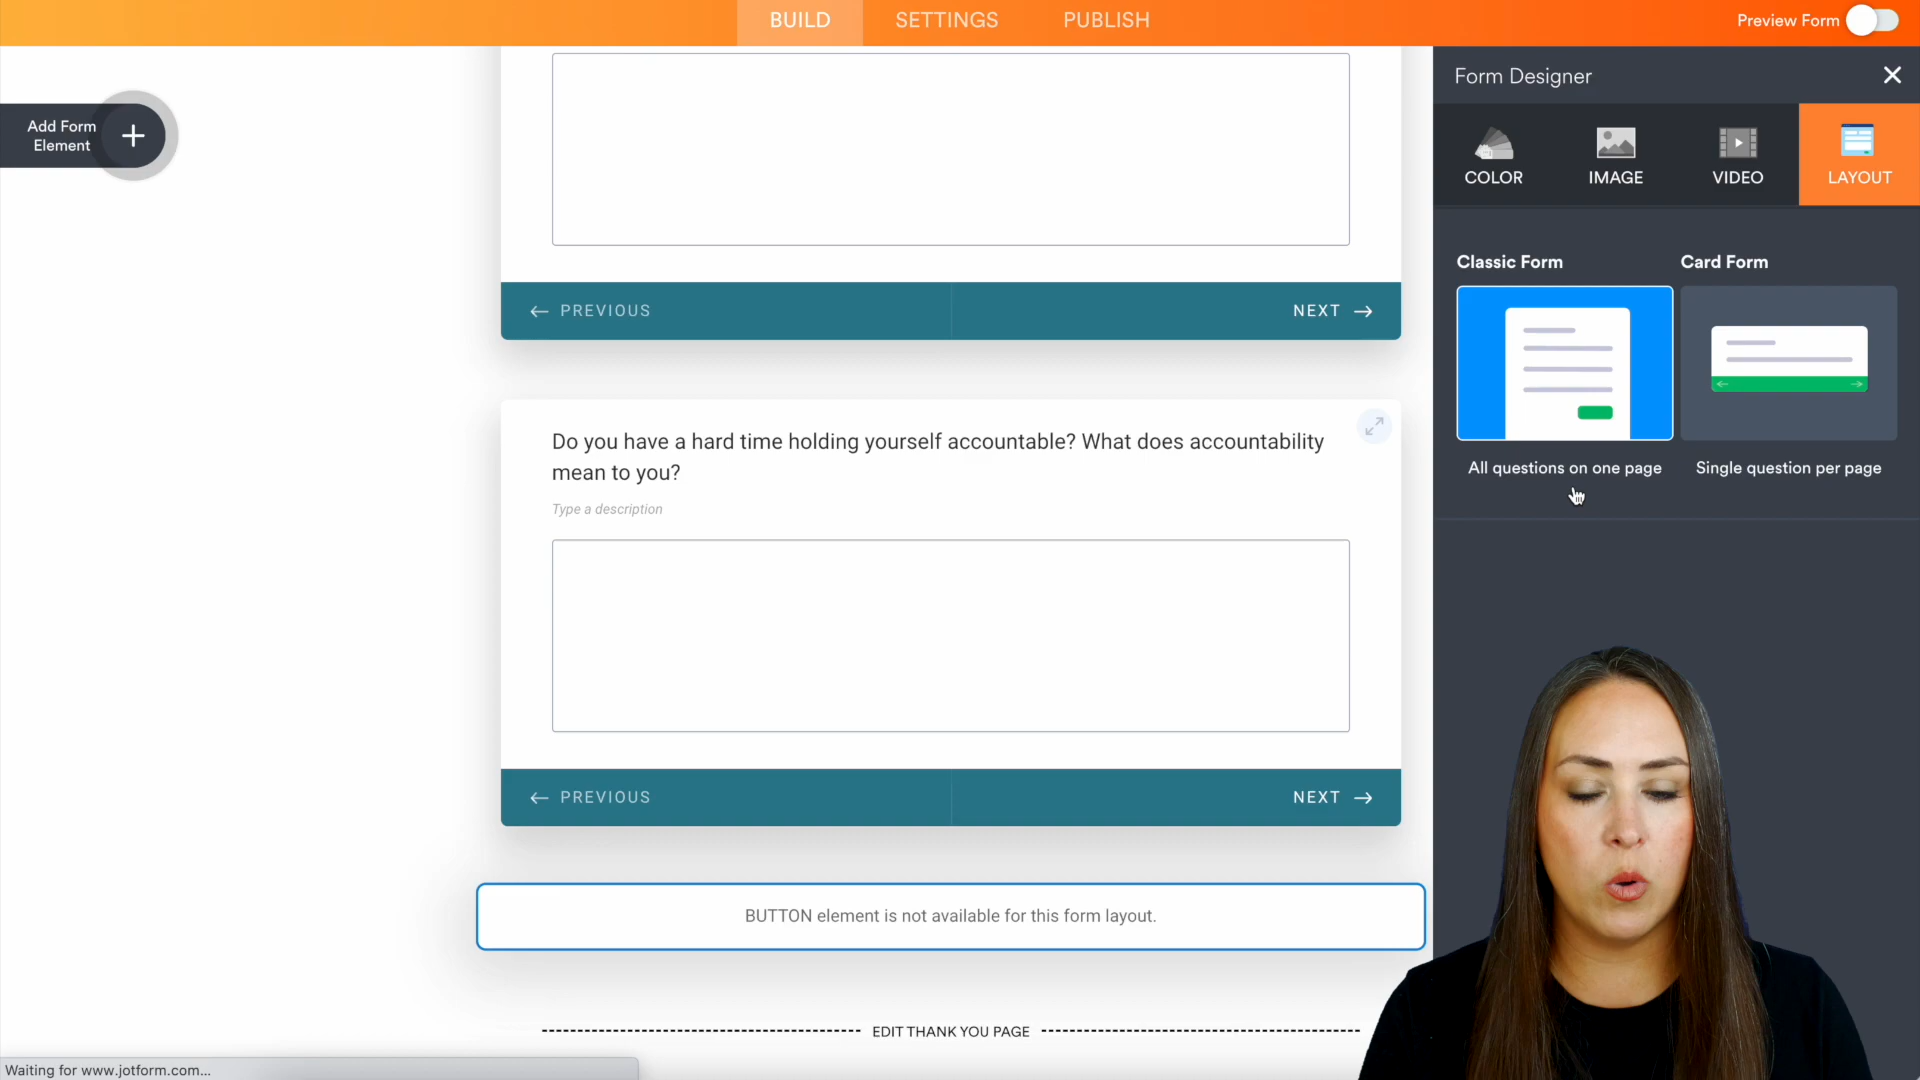 BUILD
SETTINGS
PUBLISH
Preview Form
Add Form
Element
Form Designer
COLOR
IMAGE
VIDEO
LAYOUT
Classic Form
Card Form
All questions on one page
Single question per page
PREVIOUS
NEXT
Do you have a hard time holding yourself accountable? What does accountability
mean to you?
Type a description
PREVIOUS
NEXT
BUTTON element is not available for this form layout.
EDIT THANK YOU PAGE
Waiting for www.jotform.com...